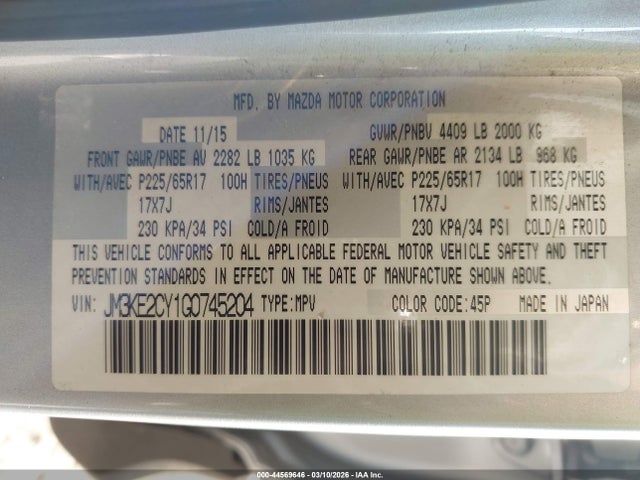 MFD. BY MAZDA MOTOR CORPORATION
DATE 11/15 GVWR/PNBV 4409 LB 2000 KG
FRONT GAWR/PNBE AV 2282 LB 1035 KG REAR GAWR/PNBE AR 2134 LB 968 KG
WITH/AVEC P225/65R17 100H TIRES/PNEUS WITH/AVEC P225/65R17 100H TIRES/PNEUS
17X7J RIMS/JANTES 17X7J RIMS/JANTES
230 KPA/34 PSI COLD/A FROID 230 KPA/34 PSI COLD/A FROID
THIS VEHICLE CONFORMS TO ALL APPLICABLE FEDERAL MOTOR VEHICLE SAFETY AND THEFT
PREVENTION STANDARDS IN EFFECT ON THE DATE OF MANUFACTURE SHOWN ABOVE.
VIN: JM3KE2CY1G0745204 TYPE:MPV COLOR CODE:45P MADE IN JAPAN
000-44569646 - 03/10/2026 - IAA Inc.